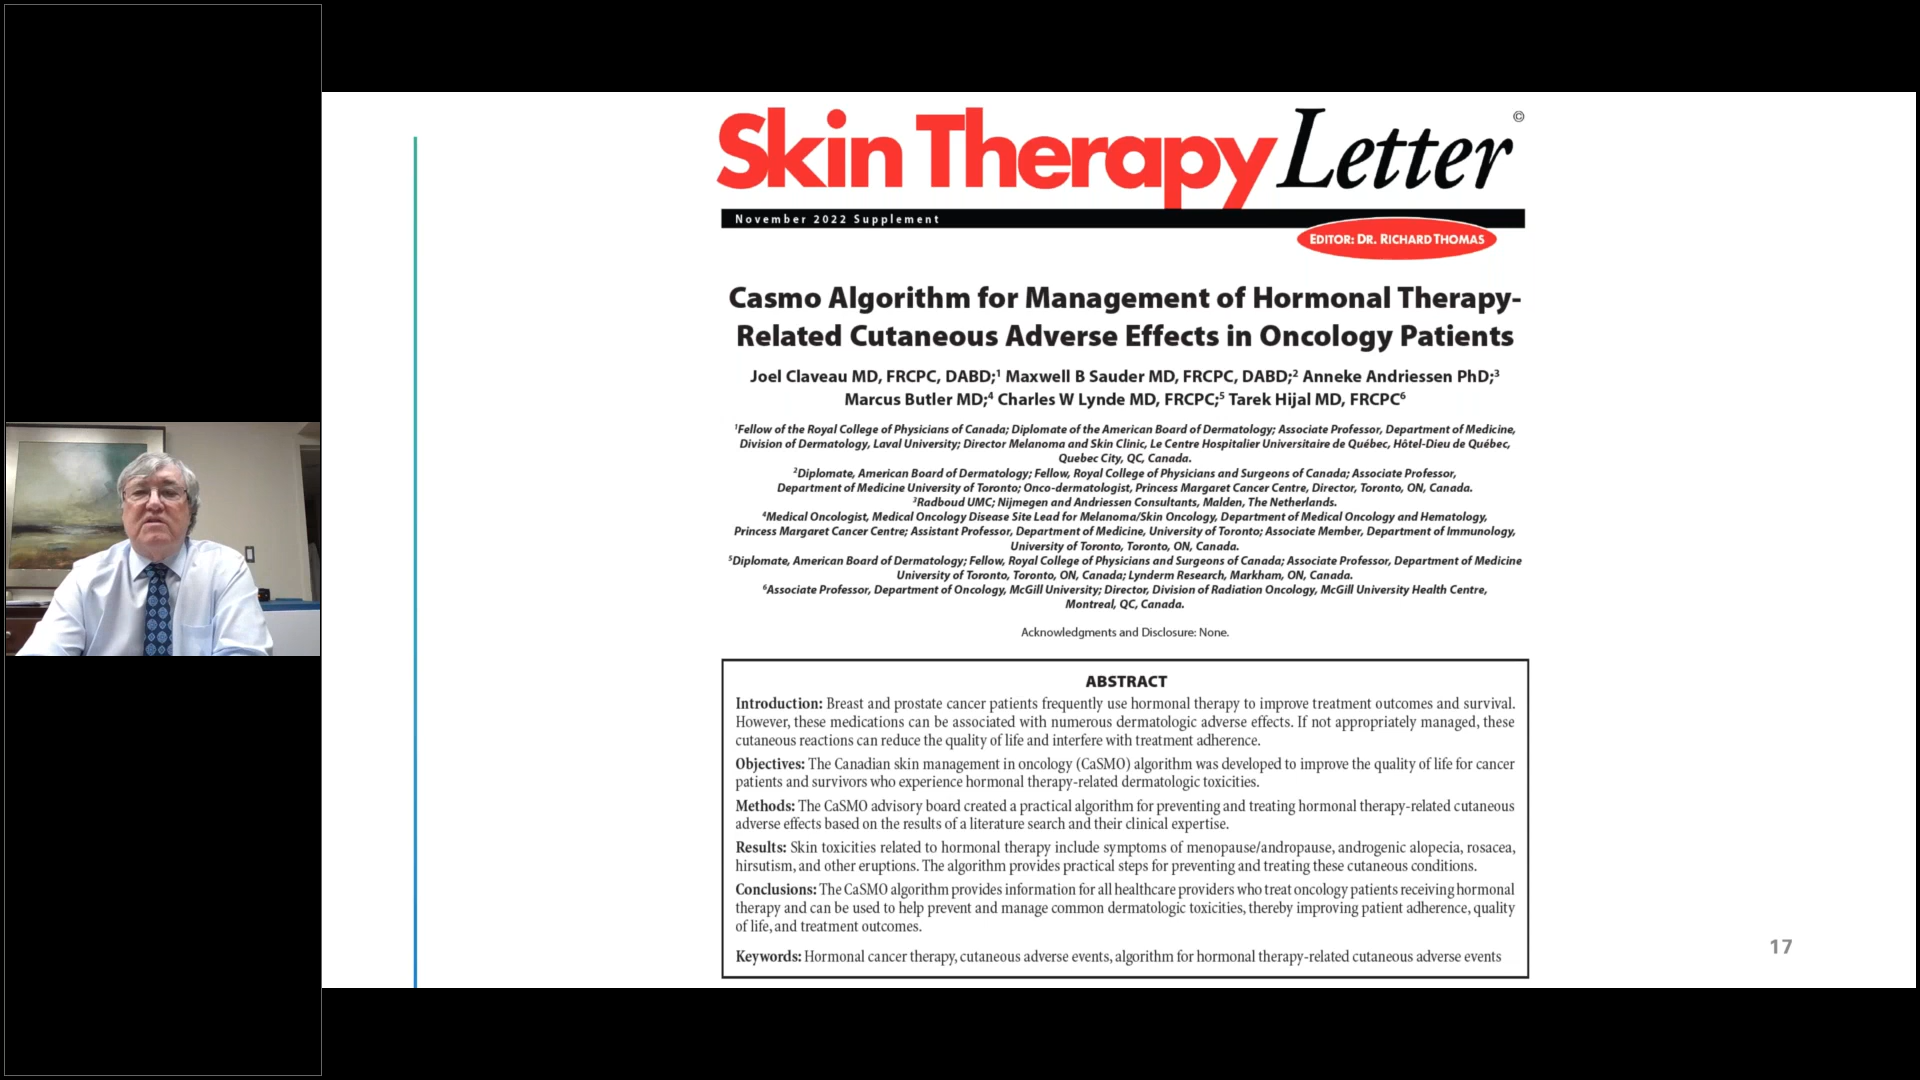 Skin Therapy Letter ©
November 2022 Supplement
EDITOR: DR. RICHARD THOMAS
Casmo Algorithm for Management of Hormonal Therapy-
Related Cutaneous Adverse Effects in Oncology Patients
Joel Claveau MD, FRCPC, DABD;¹ Maxwell B Sauder MD, FRCPC, DABD;² Anneke Andriessen PhD;³
Marcus Butler MD;⁴ Charles W Lynde MD, FRCPC;⁵ Tarek Hijal MD, FRCPC⁶
¹Fellow of the Royal College of Physicians of Canada; Diplomate of the American Board of Dermatology; Associate Professor, Department of Medicine,
Division of Dermatology, Laval University; Director Melanoma and Skin Clinic, Le Centre Hospitalier Universitaire de Québec, Hôtel-Dieu de Québec,
Quebec City, QC, Canada.
²Diplomate, American Board of Dermatology; Fellow, Royal College of Physicians and Surgeons of Canada; Associate Professor,
Department of Medicine University of Toronto; Onco-dermatologist, Princess Margaret Cancer Centre, Director, Toronto, ON, Canada.
³Radboud UMC; Nijmegen and Andriessen Consultants, Malden, The Netherlands.
⁴Medical Oncologist, Medical Oncology Disease Site Lead for Melanoma/Skin Oncology, Department of Medical Oncology and Hematology,
Princess Margaret Cancer Centre; Assistant Professor, Department of Medicine, University of Toronto; Associate Member, Department of Immunology,
University of Toronto, Toronto, ON, Canada.
⁵Diplomate, American Board of Dermatology; Fellow, Royal College of Physicians and Surgeons of Canada; Associate Professor, Department of Medicine
University of Toronto, Toronto, ON, Canada; Lynderm Research, Markham, ON, Canada.
⁶Associate Professor, Department of Oncology, McGill University; Director, Division of Radiation Oncology, McGill University Health Centre,
Montreal, QC, Canada.
Acknowledgments and Disclosure: None.
ABSTRACT
Introduction: Breast and prostate cancer patients frequently use hormonal therapy to improve treatment outcomes and survival.
However, these medications can be associated with numerous dermatologic adverse effects. If not appropriately managed, these
cutaneous reactions can reduce the quality of life and interfere with treatment adherence.
Objectives: The Canadian skin management in oncology (CaSMO) algorithm was developed to improve the quality of life for cancer
patients and survivors who experience hormonal therapy-related dermatologic toxicities.
Methods: The CaSMO advisory board created a practical algorithm for preventing and treating hormonal therapy-related cutaneous
adverse effects based on the results of a literature search and their clinical expertise.
Results: Skin toxicities related to hormonal therapy include symptoms of menopause/andropause, androgenic alopecia, rosacea,
hirsutism, and other eruptions. The algorithm provides practical steps for preventing and treating these cutaneous conditions.
Conclusions: The CaSMO algorithm provides information for all healthcare providers who treat oncology patients receiving hormonal
therapy and can be used to help prevent and manage common dermatologic toxicities, thereby improving patient adherence, quality
of life, and treatment outcomes.
Keywords: Hormonal cancer therapy, cutaneous adverse events, algorithm for hormonal therapy-related cutaneous adverse events
17